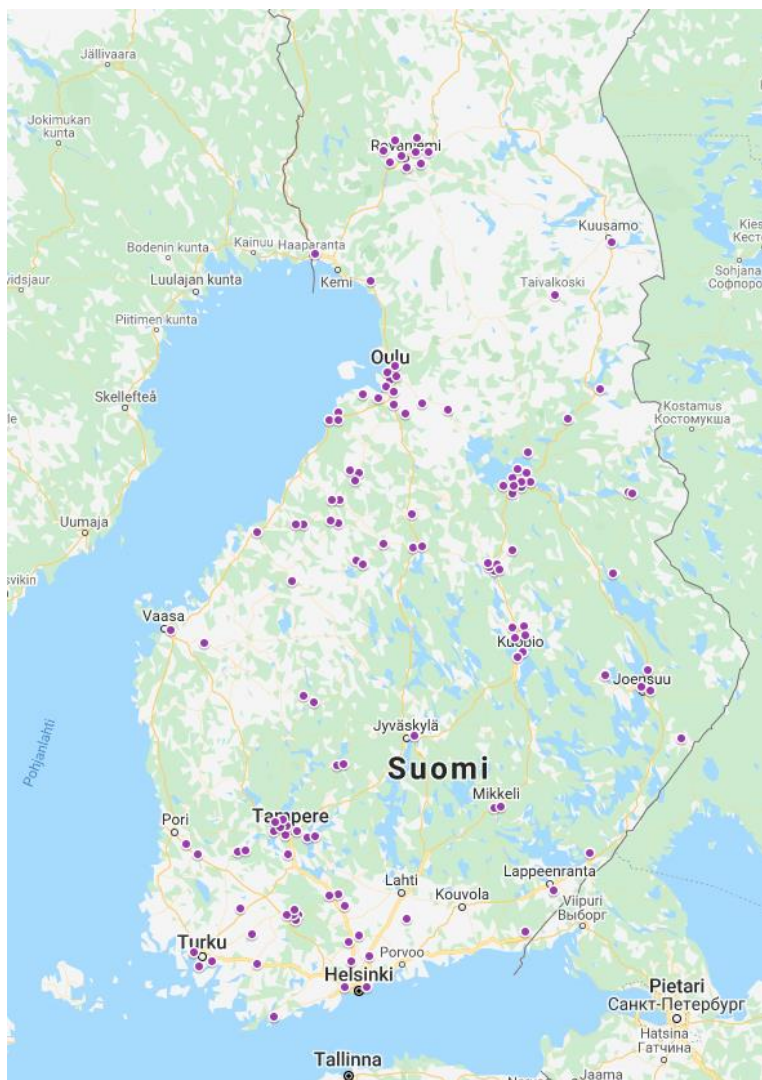 Jällivaara
Jokimukan
kunta
Rovaniemi
Kuusamo
Bodenin kunta
Kainuu
Haaparanta
Luulajan kunta
Kemi
Taivalkoski
Piitimen kunta
Oulu
Skellefteå
Kostamus
Костомукша
Uumaja
Vaasa
Kuopio
Joensuu
Jyväskylä
Pohjanlahti
Suomi
Mikkeli
Tampere
Pori
Lahti
Lappeenranta
Kouvola
Viipuri
Выборг
Turku
Porvoo
Helsinki
Pietari
Санкт-Петербург
Hatsina
Гатчина
Tallinna
Jaama